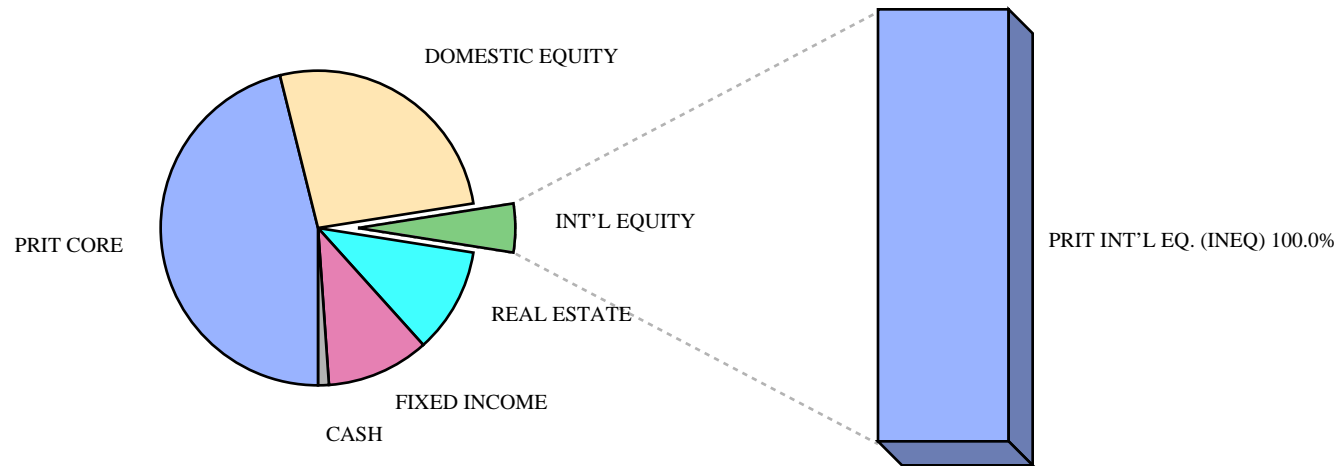 DOMESTIC EQUITY
INT'L EQUITY
PRIT CORE
PRIT INT'L EQ. (INEQ) 100.0%
REAL ESTATE
FIXED INCOME
CASH